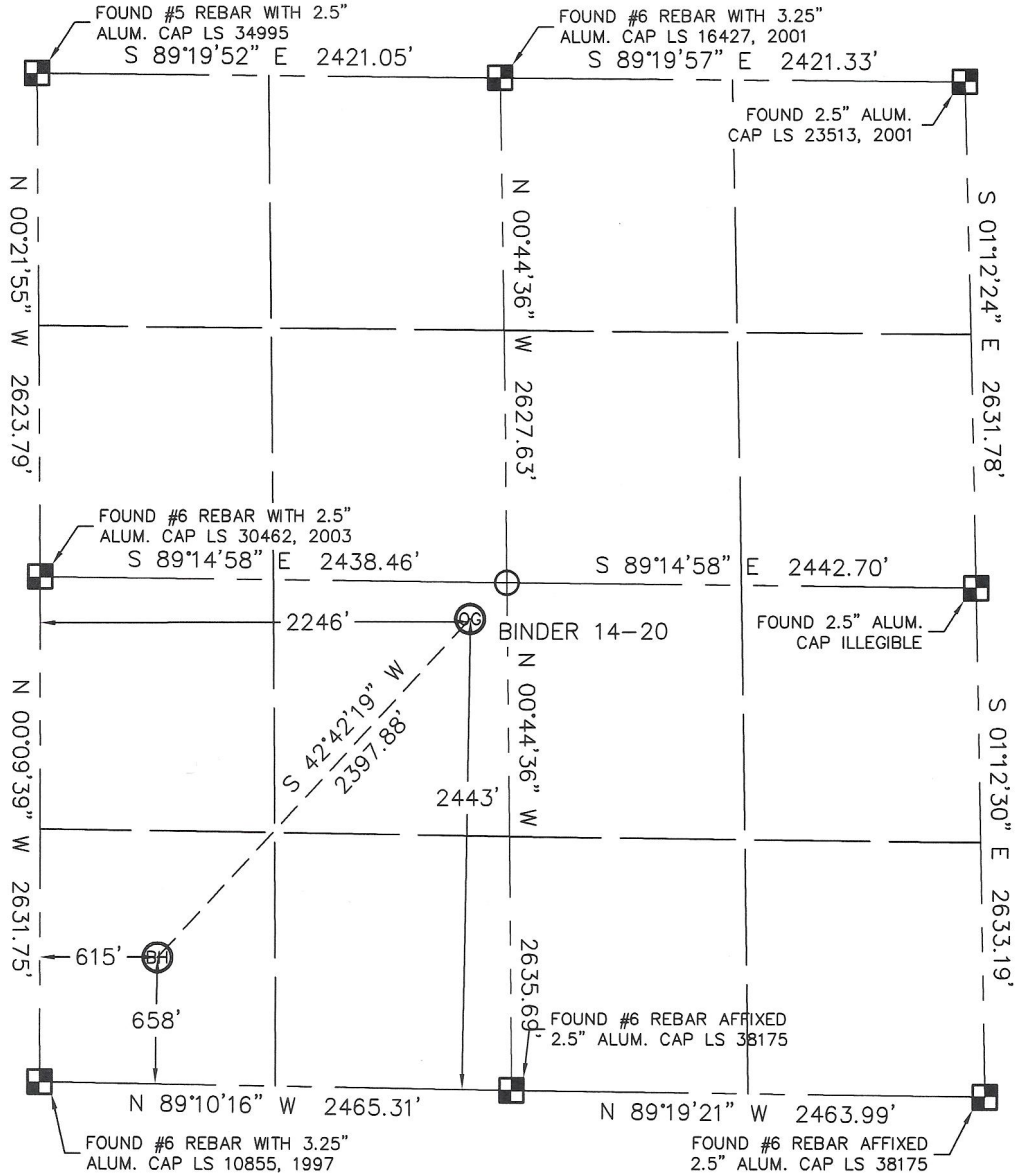 FOUND #5 REBAR WITH 2.5"
ALUM. CAP LS 34995
S 89°19'52" E 2421.05'
FOUND #6 REBAR WITH 3.25"
ALUM. CAP LS 16427, 2001
S 89°19'57" E 2421.33'
FOUND 2.5" ALUM.
CAP LS 23513, 2001
N 00°21'55" W 2623.79'
N 00°44'36" W 2627.63'
S 01°12'24" E 2631.78'
FOUND #6 REBAR WITH 2.5"
ALUM. CAP LS 30462, 2003
S 89°14'58" E 2438.46'
S 89°14'58" E 2442.70'
2246'
OG
BINDER 14-20
FOUND 2.5" ALUM.
CAP ILLEGIBLE
N 00°09'39" W 2631.75'
S 42°42'19" W
2397.88'
2443'
N 00°44'36" W 2635.69'
S 01°12'30" E 2633.19'
615'
BH
658'
FOUND #6 REBAR AFFIXED
2.5" ALUM. CAP LS 38175
N 89°10'16" W 2465.31'
N 89°19'21" W 2463.99'
FOUND #6 REBAR WITH 3.25"
ALUM. CAP LS 10855, 1997
FOUND #6 REBAR AFFIXED
2.5" ALUM. CAP LS 38175